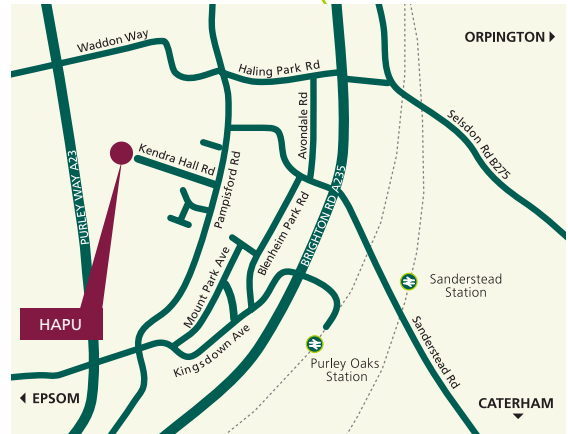 Waddon Way
ORPINGTON
Haling Park Rd
Avondale Rd
Selsdon Rd B275
Kendra Hall Rd
PURLEY WAY A23
Pampisford Rd
BRIGHTON RD A235
Blenheim Park Rd
Mount Park Ave
Sanderstead
Station
HAPU
Kingsdown Ave
Sanderstead Rd
Purley Oaks
Station
EPSOM
CATERHAM